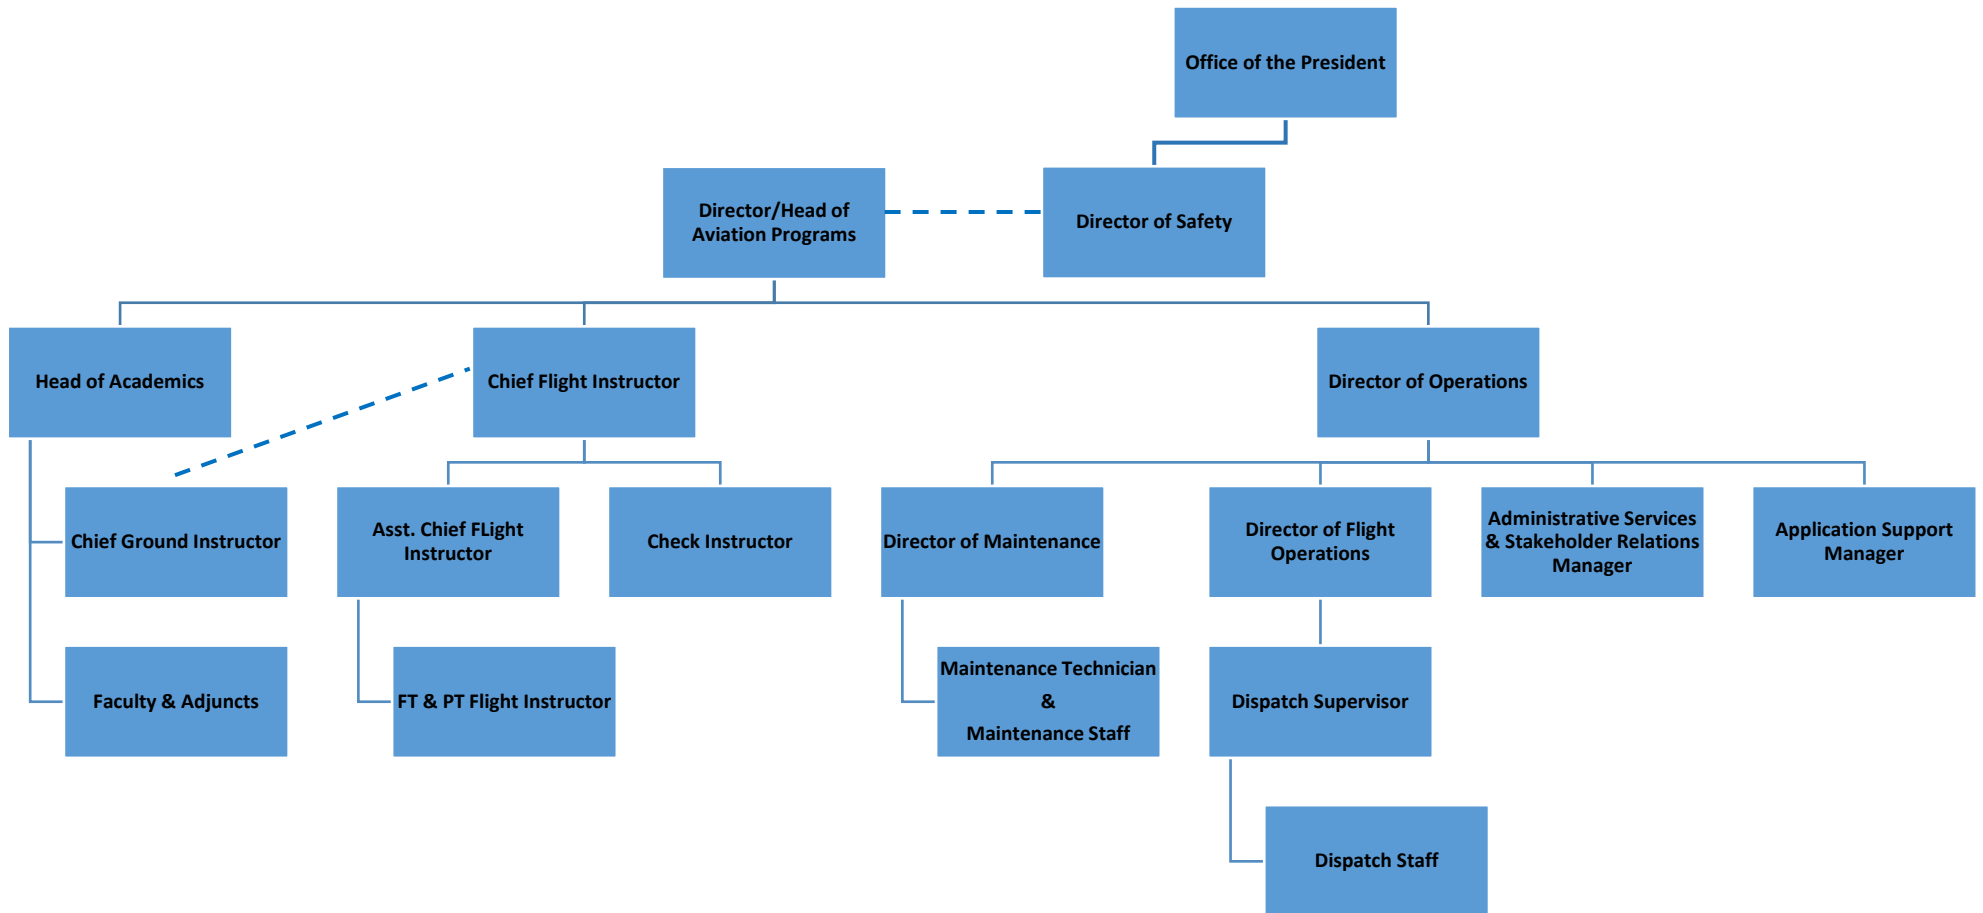 Office of the President
Director/Head of
Aviation Programs
Director of Safety
Head of Academics
Chief Flight Instructor
Director of Operations
Chief Ground Instructor
Asst. Chief FLight
Instructor
Check Instructor
Director of Maintenance
Director of Flight
Operations
Administrative Services
& Stakeholder Relations
Manager
Application Support
Manager
Faculty & Adjuncts
FT & PT Flight Instructor
Maintenance Technician
&
Maintenance Staff
Dispatch Supervisor
Dispatch Staff